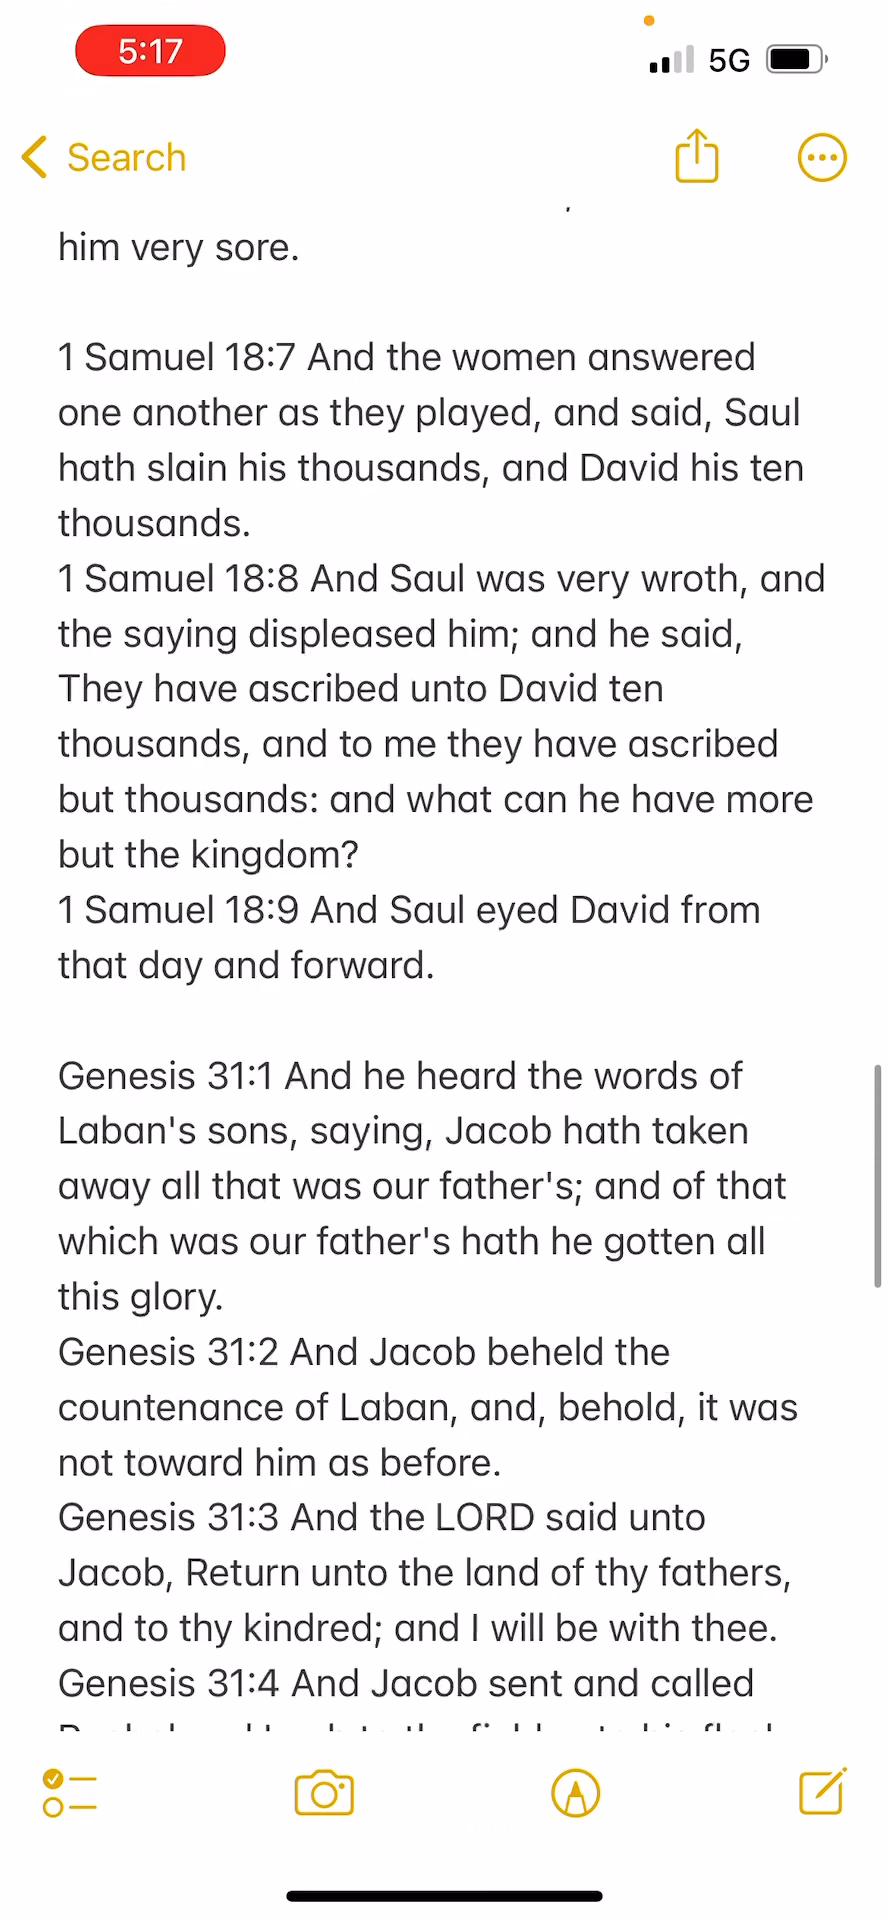 5:17
5G
Search
him very sore.
1 Samuel 18:7 And the women answered
one another as they played, and said, Saul
hath slain his thousands, and David his ten
thousands.
1 Samuel 18:8 And Saul was very wroth, and
the saying displeased him; and he said,
They have ascribed unto David ten
thousands, and to me they have ascribed
but thousands: and what can he have more
but the kingdom?
1 Samuel 18:9 And Saul eyed David from
that day and forward.
Genesis 31:1 And he heard the words of
Laban's sons, saying, Jacob hath taken
away all that was our father's; and of that
which was our father's hath he gotten all
this glory.
Genesis 31:2 And Jacob beheld the
countenance of Laban, and, behold, it was
not toward him as before.
Genesis 31:3 And the LORD said unto
Jacob, Return unto the land of thy fathers,
and to thy kindred; and I will be with thee.
Genesis 31:4 And Jacob sent and called